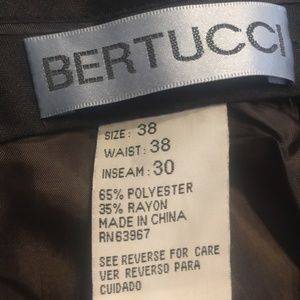 BERTUCCI
SIZE: 38
WAIST: 38
INSEAM: 30
65% POLYESTER
35% RAYON
MADE IN CHINA
RN63967
SEE REVERSE FOR CARE
VER REVERSO PARA
CUIDADO